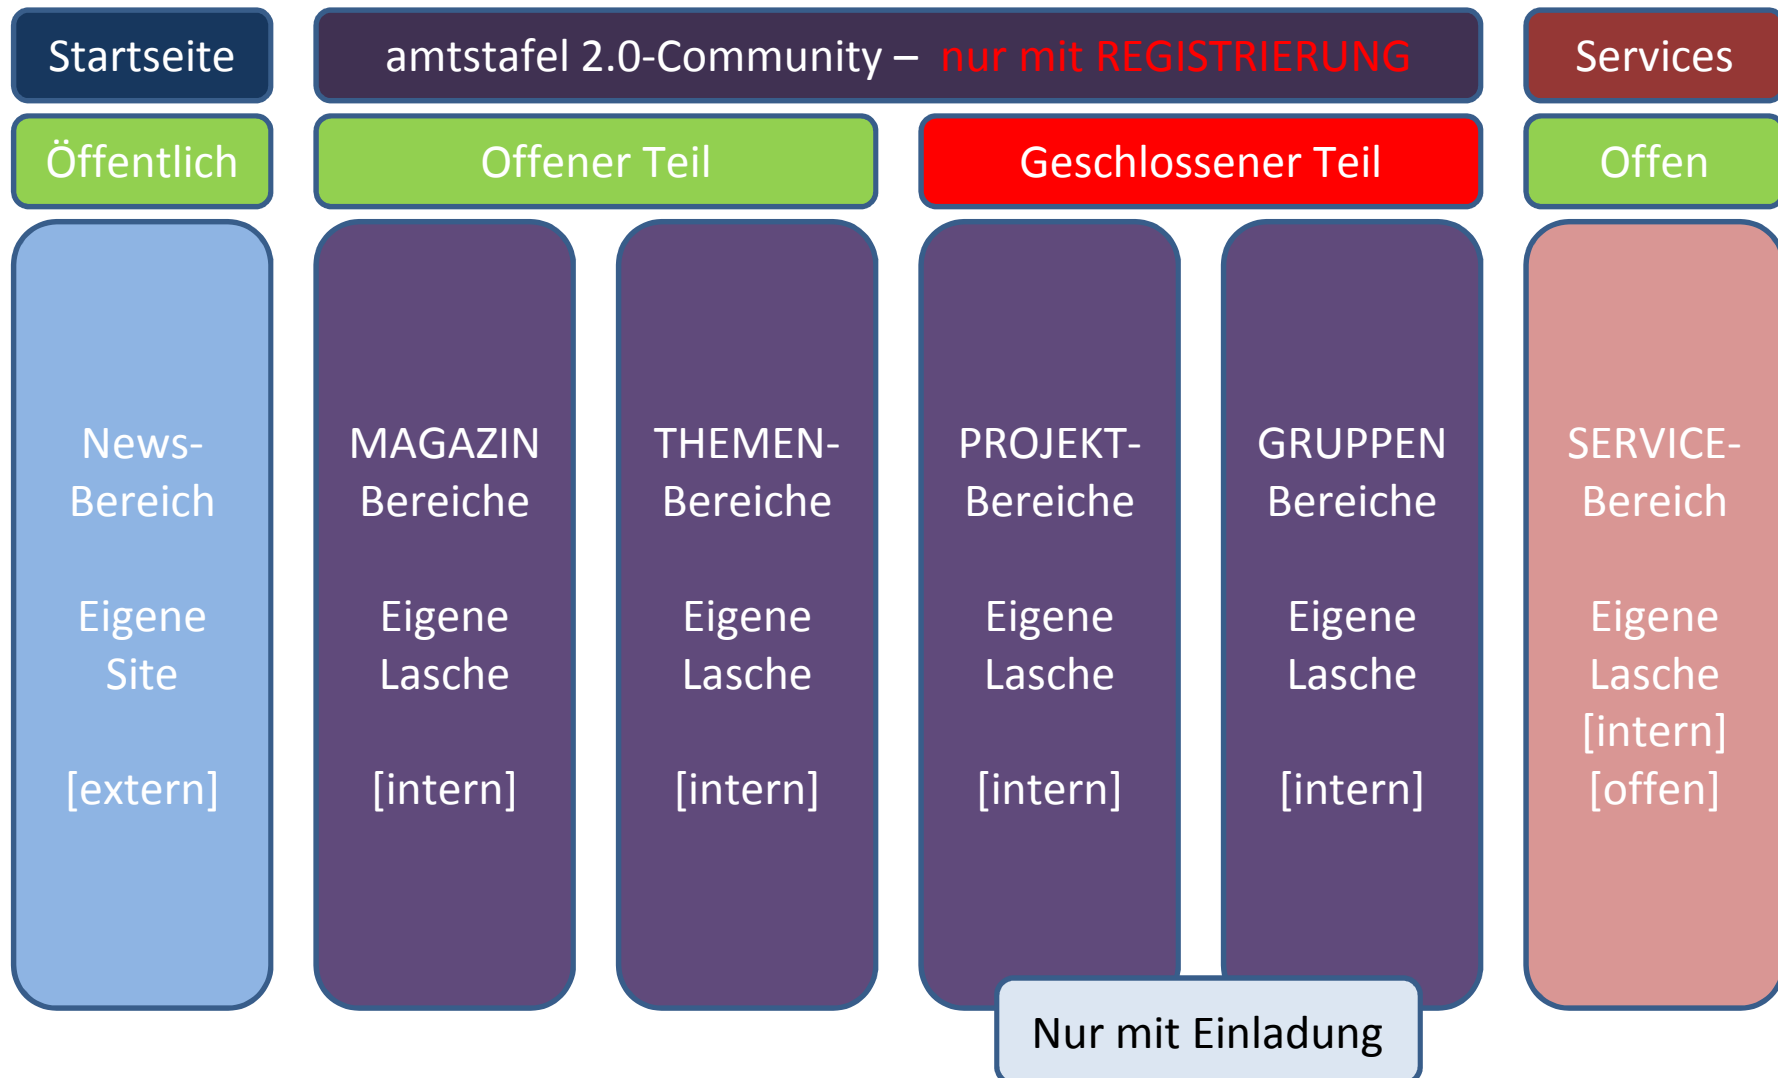 Startseite
amtstafel 2.0-Community – nur mit REGISTRIERUNG
Services
Öffentlich
Offener Teil
Geschlossener Teil
Offen
News-
Bereich
Eigene
Site
[extern]
MAGAZIN
Bereiche
Eigene
Lasche
[intern]
THEMEN-
Bereiche
Eigene
Lasche
[intern]
PROJEKT-
Bereiche
Eigene
Lasche
[intern]
GRUPPEN
Bereiche
Eigene
Lasche
[intern]
SERVICE-
Bereich
Eigene
Lasche
[intern]
[offen]
Nur mit Einladung